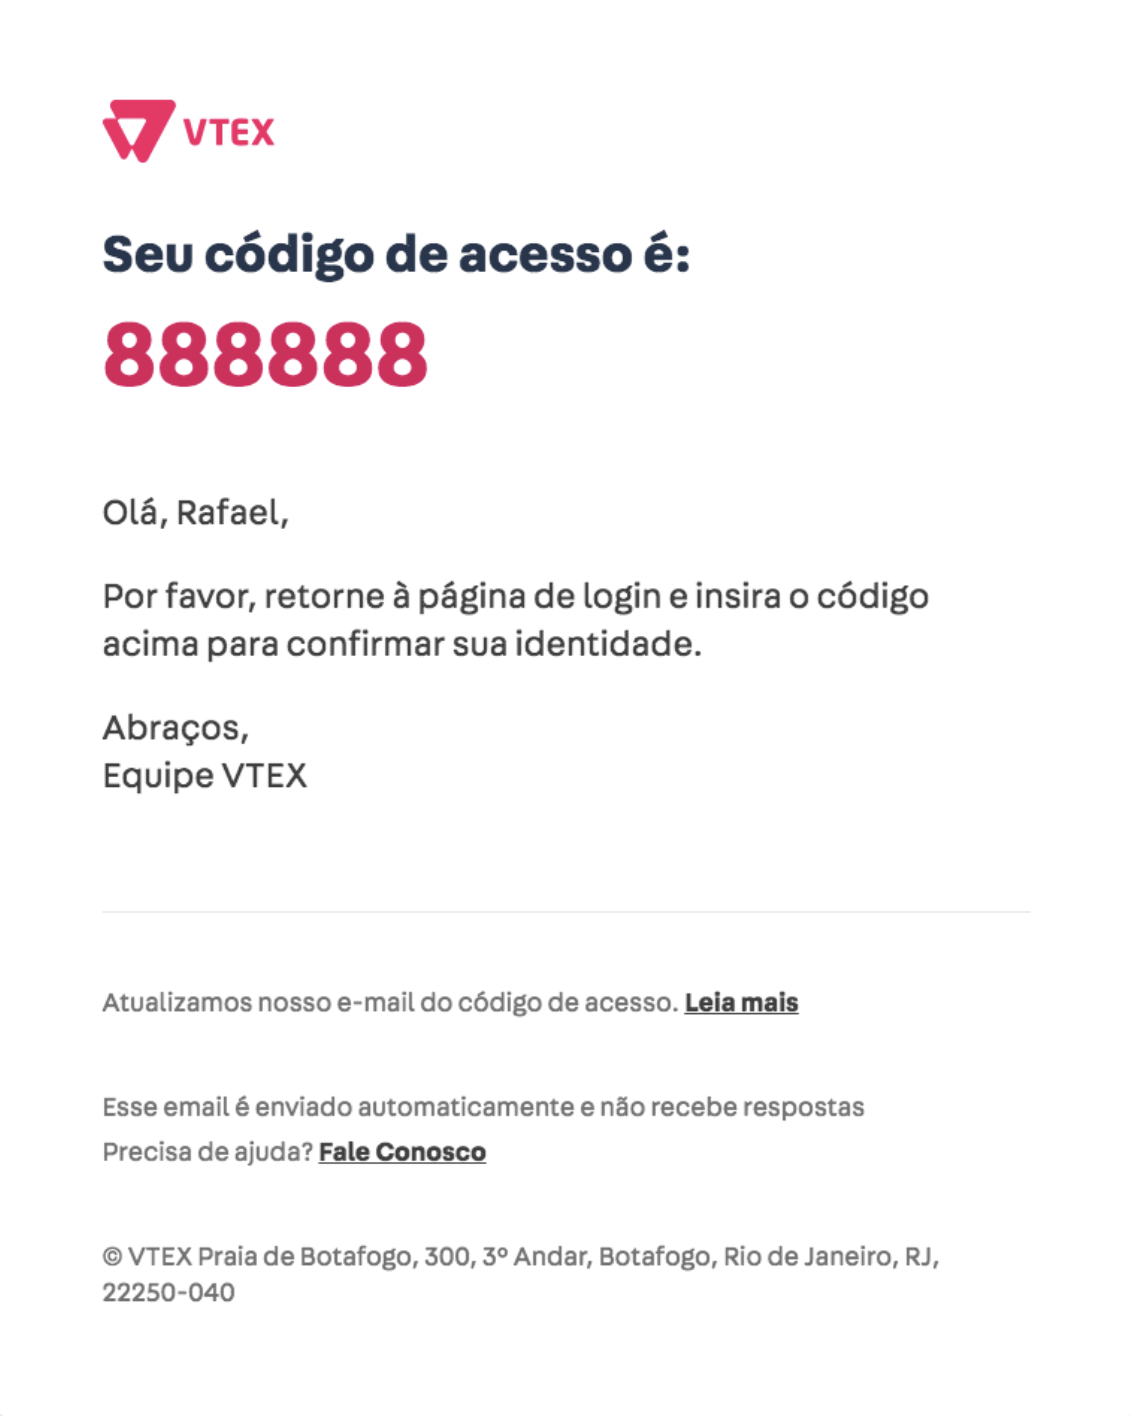 VTEX
Seu código de acesso é:
888888
Olá, Rafael,
Por favor, retorne à página de login e insira o código
acima para confirmar sua identidade.
Abraços,
Equipe VTEX
Atualizamos nosso e-mail do código de acesso. Leia mais
Esse email é enviado automaticamente e não recebe respostas
Precisa de ajuda? Fale Conosco
© VTEX Praia de Botafogo, 300, 3º Andar, Botafogo, Rio de Janeiro, RJ,
22250-040